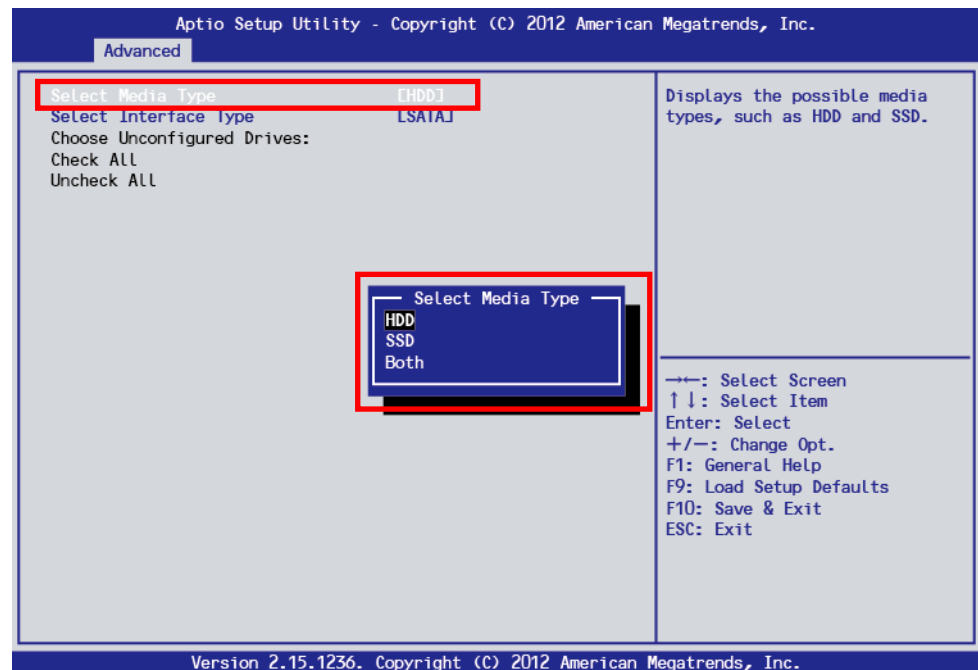 Aptio Setup Utility - Copyright (C) 2012 American Megatrends, Inc.
Advanced
Select Media Type [HDD]
Select Interface Type [SATA]
Choose Unconfigured Drives:
Check All
Uncheck All
Displays the possible media
types, such as HDD and SSD.
Select Media Type
HDD
SSD
Both
→←: Select Screen
↑↓: Select Item
Enter: Select
+/-: Change Opt.
F1: General Help
F9: Load Setup Defaults
F10: Save & Exit
ESC: Exit
Version 2.15.1236. Copyright (C) 2012 American Megatrends, Inc.